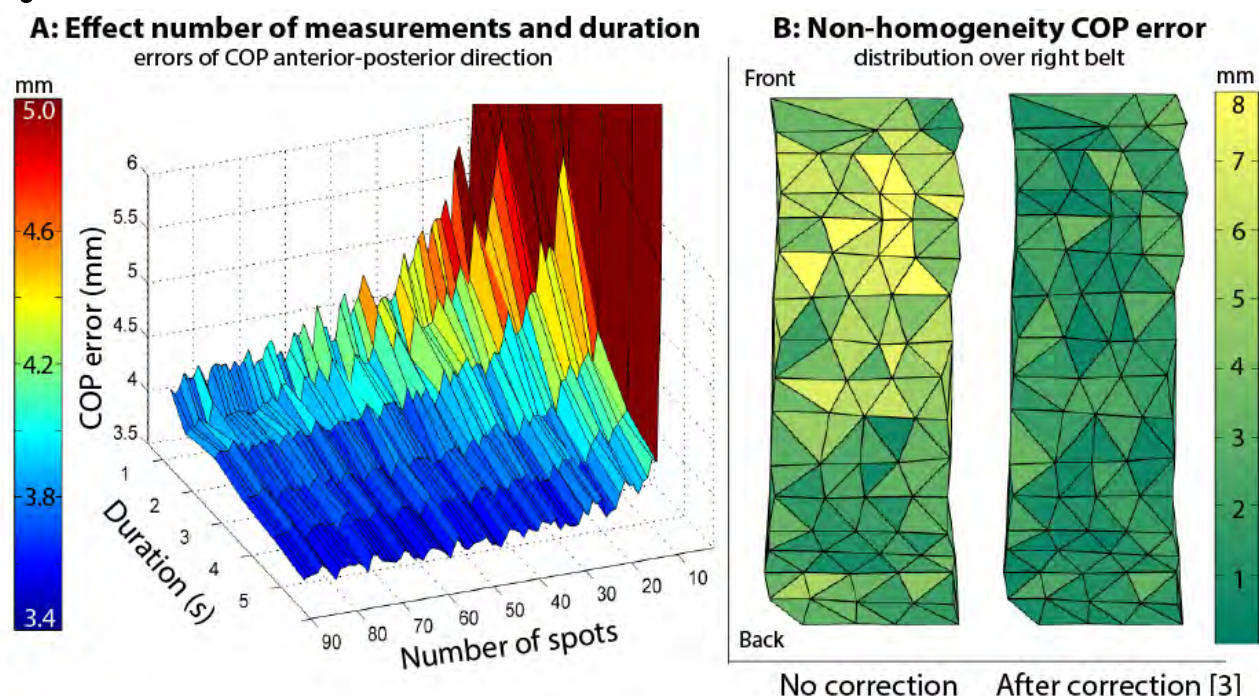 A: Effect number of measurements and duration
errors of COP anterior-posterior direction
mm
5.0
4.6
4.2
3.8
3.4
COP error (mm)
6
5.5
5
4.5
4
3.5
Duration (s)
1
2
3
4
5
Number of spots
90
80
70
60
50
40
30
20
10
B: Non-homogeneity COP error
distribution over right belt
Front
Back
No correction
After correction [3]
mm
8
7
6
5
4
3
2
1